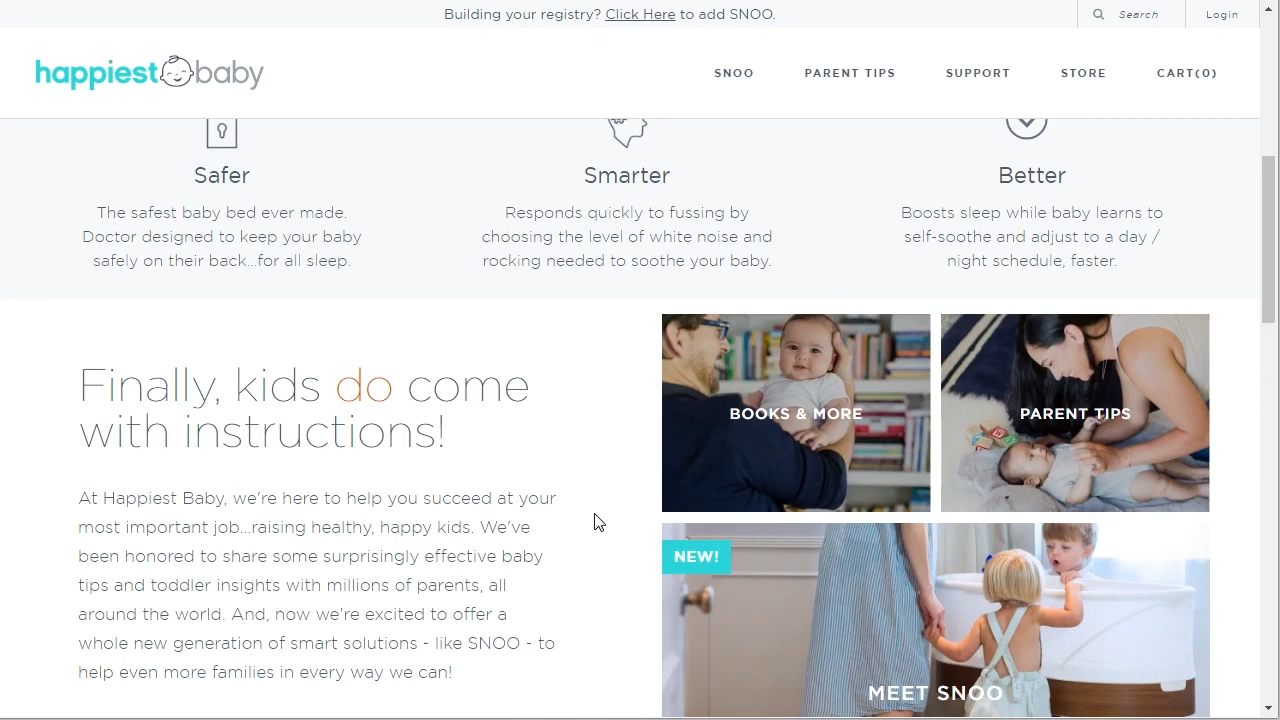 Building your registry? Click Here to add SNOO.
Search
Login
happiest baby
SNOO
PARENT TIPS
SUPPORT
STORE
CART(0)
Safer
The safest baby bed ever made.
Doctor designed to keep your baby
safely on their back...for all sleep.
Smarter
Responds quickly to fussing by
choosing the level of white noise and
rocking needed to soothe your baby.
Better
Boosts sleep while baby learns to
self-soothe and adjust to a day /
night schedule, faster.
Finally, kids do come
with instructions!
At Happiest Baby, we're here to help you succeed at your
most important job...raising healthy, happy kids. We've
been honored to share some surprisingly effective baby
tips and toddler insights with millions of parents, all
around the world. And, now we're excited to offer a
whole new generation of smart solutions - like SNOO - to
help even more families in every way we can!
BOOKS & MORE
PARENT TIPS
NEW!
MEET SNOO